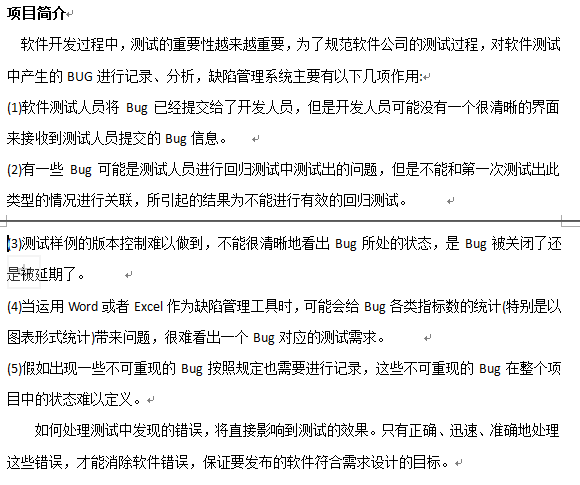 项目简介
软件开发过程中，测试的重要性越来越重要，为了规范软件公司的测试过程，对软件测试
中产生的 BUG 进行记录、分析，缺陷管理系统主要有以下几项作用:
(1)软件测试人员将 Bug 已经提交给了开发人员，但是开发人员可能没有一个很清晰的界面
来接收到测试人员提交的 Bug 信息。
(2)有一些 Bug 可能是测试人员进行回归测试中测试出的问题，但是不能和第一次测试出此
类型的情况进行关联，所引起的结果为不能进行有效的回归测试。
(3)测试样例的版本控制难以做到，不能很清晰地看出 Bug 所处的状态，是 Bug 被关闭了还
是被延期了。
(4)当运用 Word 或者 Excel 作为缺陷管理工具时，可能会给 Bug 各类指标数的统计(特别是以
图表形式统计)带来问题，很难看出一个 Bug 对应的测试需求。
(5)假如出现一些不可重现的 Bug 按照规定也需要进行记录，这些不可重现的 Bug 在整个项
目中的状态难以定义。
如何处理测试中发现的错误，将直接影响到测试的效果。只有正确、迅速、准确地处理
这些错误，才能消除软件错误，保证要发布的软件符合需求设计的目标。